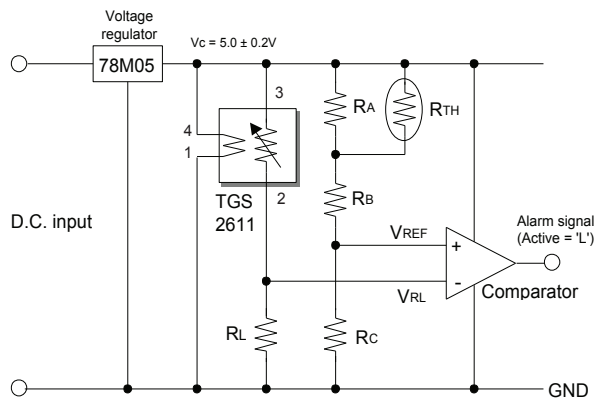 Voltage
regulator
78M05
Vc = 5.0 ± 0.2V
3
4
1
2
TGS
2611
RA
RTH
RB
D.C. input
VREF
+
-
VRL
Comparator
Alarm signal
(Active = 'L')
RL
RC
GND